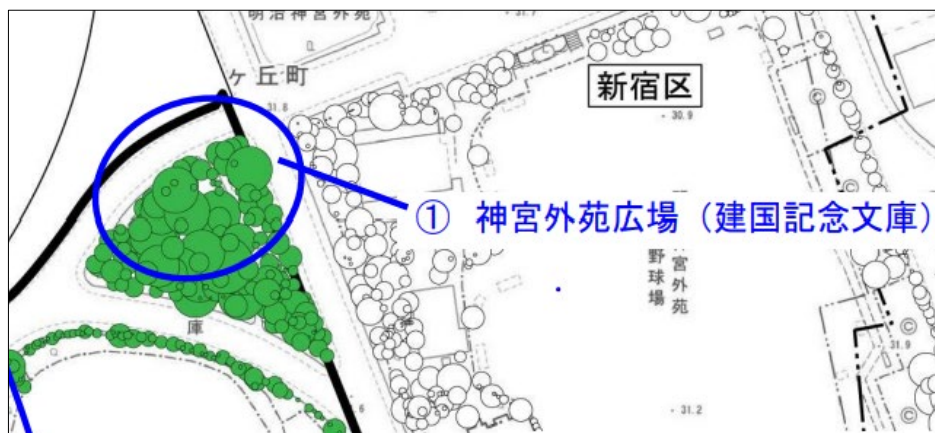 明治神宮外苑
31.7
ヶ丘町
31.8
新宿区
30.9
① 神宮外苑広場（建国記念文庫）
宮外苑
野球場
庫
31.9
31.2